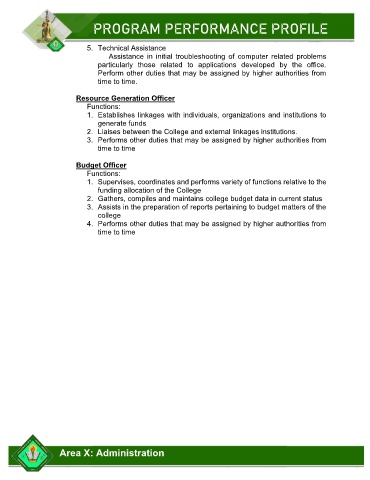 PROGRAM PERFORMANCE PROFILE
5. Technical Assistance
Assistance in initial troubleshooting of computer related problems
particularly those related to applications developed by the office.
Perform other duties that may be assigned by higher authorities from
time to time.
Resource Generation Officer
Functions:
1. Establishes linkages with individuals, organizations and institutions to
generate funds
2. Liaises between the College and external linkages institutions.
3. Performs other duties that may be assigned by higher authorities from
time to time
Budget Officer
Functions:
1. Supervises, coordinates and performs variety of functions relative to the
funding allocation of the College
2. Gathers, compiles and maintains college budget data in current status
3. Assists in the preparation of reports pertaining to budget matters of the
college
4. Performs other duties that may be assigned by higher authorities from
time to time
Area X: Administration